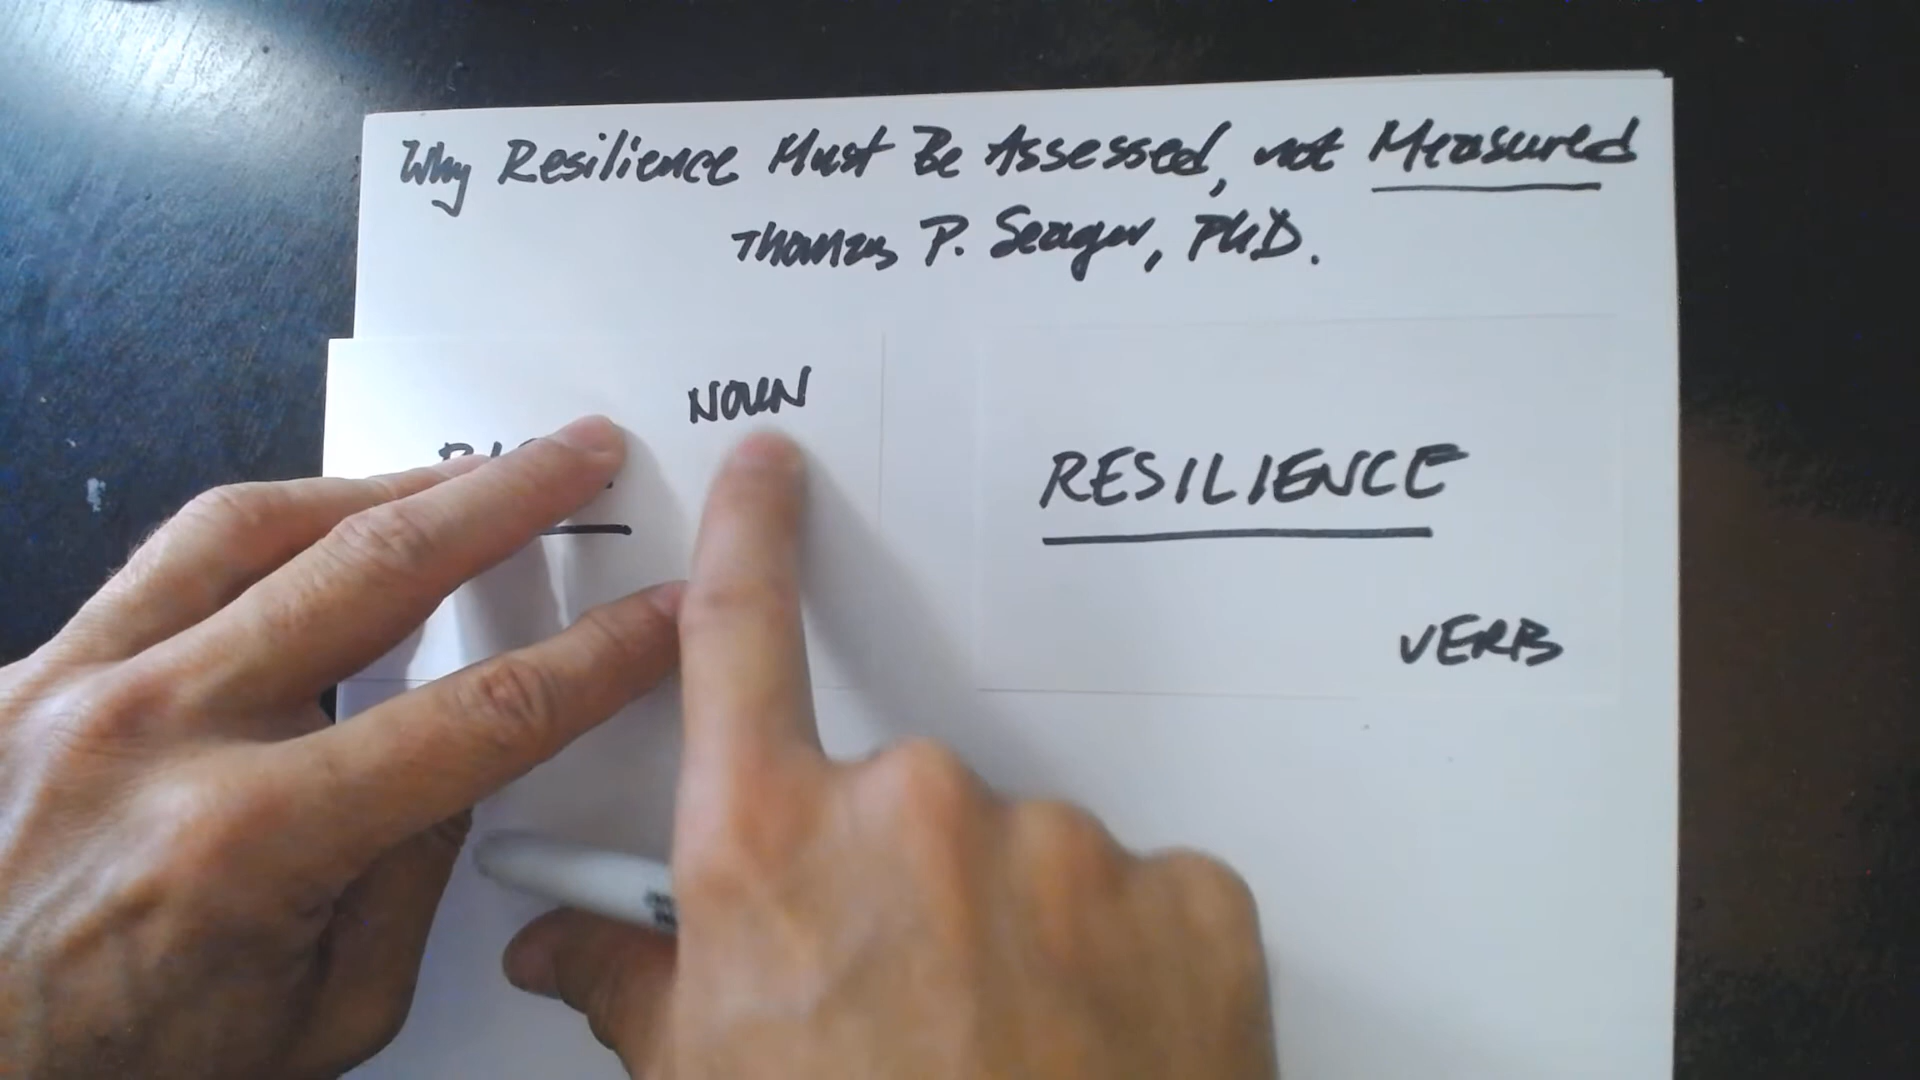 Why Resilience Must Be Assessed, not Measured
Thomas P. Seager, PhD.
NOUN
RESILIENCE
VERB